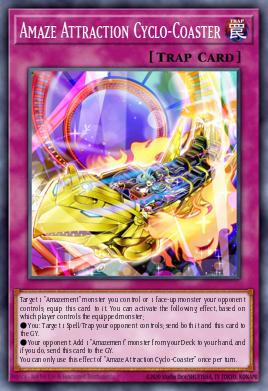 AMAZE ATTRACTION CYCLO-COASTER
TRAP
罠
[TRAP CARD]
Target 1 "Amazement" monster you control or 1 face-up monster your opponent
controls; equip this card to it. You can activate the following effect, based on
which player controls the equipped monster;
●You: Target 1 Spell/Trap your opponent controls; send both it and this card to
the GY.
●Your opponent: Add 1 "Amazement" monster from your Deck to your hand, and
if you do, send this card to the GY.
You can only use this effect of "Amaze Attraction Cyclo-Coaster" once per turn.